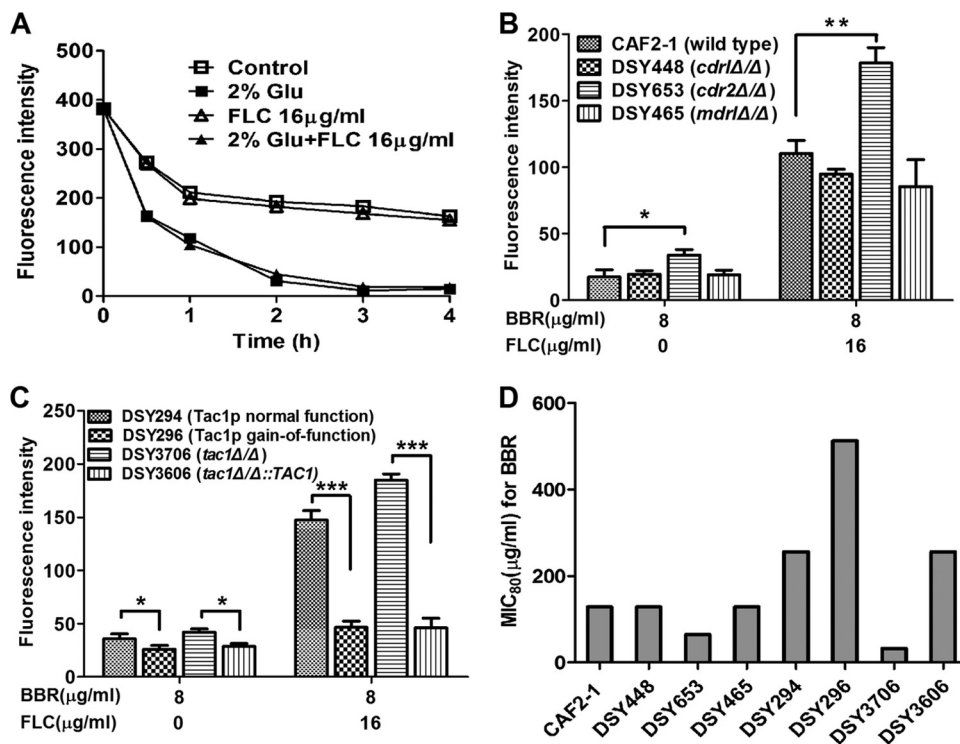 A
Fluorescence intensity
500
400
300
200
100
0
0
1
2
3
4
Time (h)
Control
2% Glu
FLC 16μg/ml
2% Glu+FLC 16μg/ml
B
Fluorescence intensity
200
150
100
50
0
CAF2-1 (wild type)
DSY448 (cdrlΔ/Δ)
DSY653 (cdr2Δ/Δ)
DSY465 (mdrlΔ/Δ)
*
**
BBR(μg/ml) 8 8
FLC(μg/ml) 0 16
C
Fluorescence intensity
250
200
150
100
50
0
DSY294 (Tac1p normal function)
DSY296 (Tac1p gain-of-function)
DSY3706 (tac1Δ/Δ)
DSY3606 (tac1Δ/Δ::TAC1)
*
*
***
***
BBR(μg/ml) 8 8
FLC(μg/ml) 0 16
D
MIC80(μg/ml) for BBR
600
400
200
0
CAF2-1
DSY448
DSY653
DSY465
DSY294
DSY296
DSY3706
DSY3606